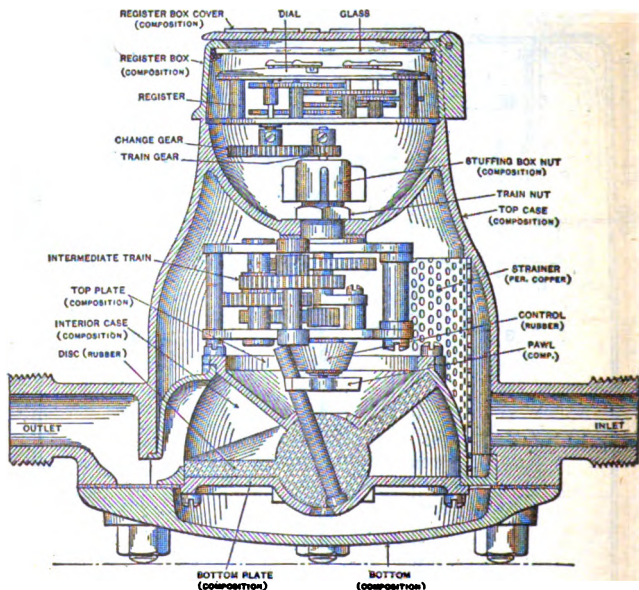 REGISTER BOX COVER
(COMPOSITION)
DIAL
GLASS
REGISTER BOX
(COMPOSITION)
REGISTER
CHANGE GEAR
TRAIN GEAR
STUFFING BOX NUT
(COMPOSITION)
TRAIN NUT
TOP CASE
(COMPOSITION)
INTERMEDIATE TRAIN
STRAINER
(PER. COPPER)
TOP PLATE
(COMPOSITION)
CONTROL
(RUBBER)
INTERIOR CASE
(COMPOSITION)
PAWL
(COMP.)
DISC (RUBBER)
OUTLET
INLET
BOTTOM PLATE
(COMPOSITION)
BOTTOM
(COMPOSITION)